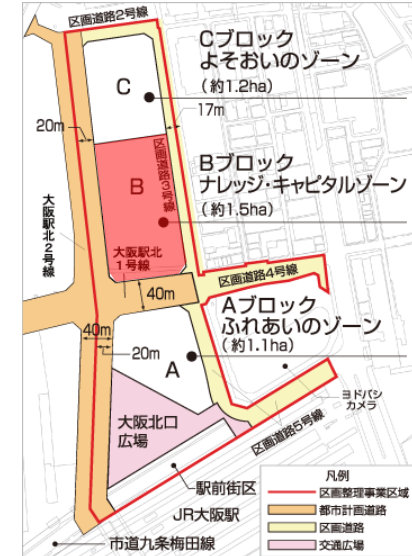 区画道路2号線
Cブロック
よそおいのゾーン
(約1.2ha)
C
17m
20m
区画道路3号線
Bブロック
ナレッジ・キャピタルゾーン
(約1.5ha)
B
大阪駅北2号線
大阪駅北
1号線
区画道路4号線
40m
Aブロック
ふれあいのゾーン
(約1.1ha)
40m
20m
A
ヨドバシ
カメラ
大阪北口
広場
区画道路5号線
駅前街区
JR大阪駅
市道九条梅田線
凡例
区画整理事業区域
都市計画道路
区画道路
交通広場